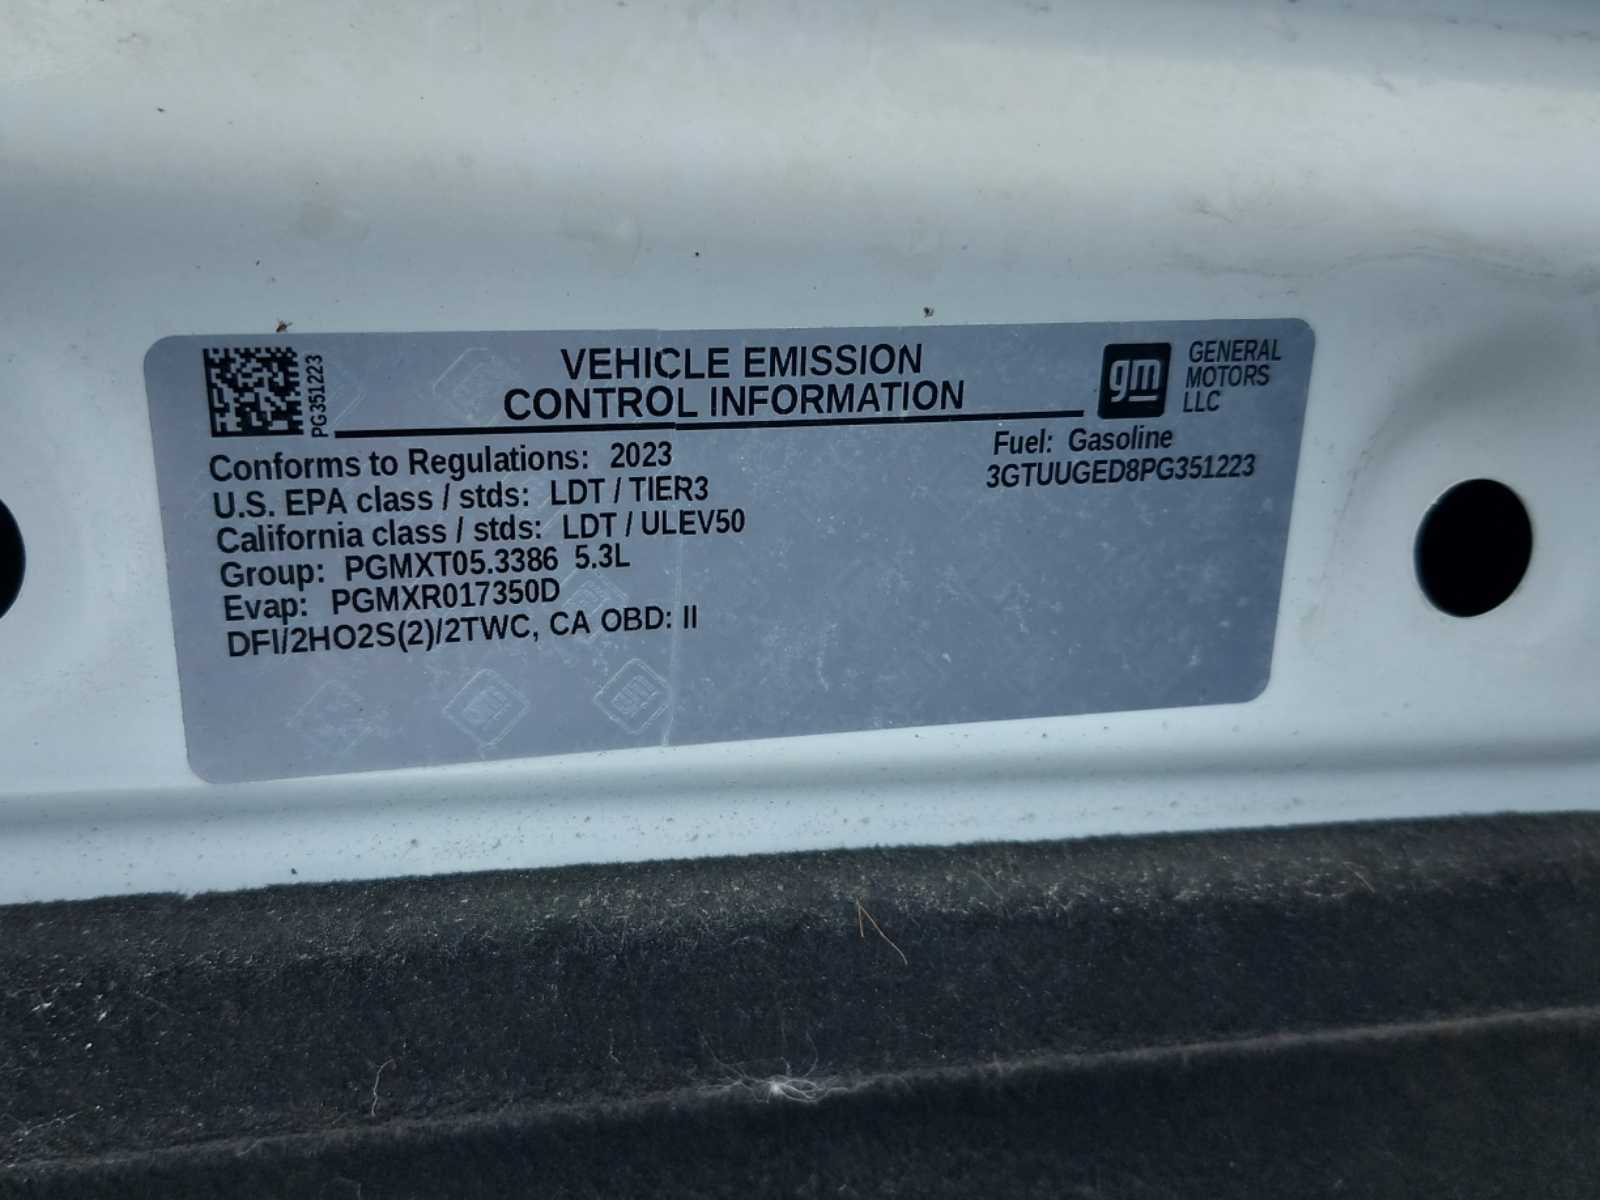 VEHICLE EMISSION
CONTROL INFORMATION
gm
GENERAL
MOTORS
LLC
PG351223
Conforms to Regulations: 2023
U.S. EPA class / stds: LDT / TIER3
California class / stds: LDT / ULEV50
Group: PGMXT05.3386 5.3L
Evap: PGMXR017350D
DFI/2HO2S(2)/2TWC, CA OBD: II
Fuel: Gasoline
3GTUUGED8PG351223